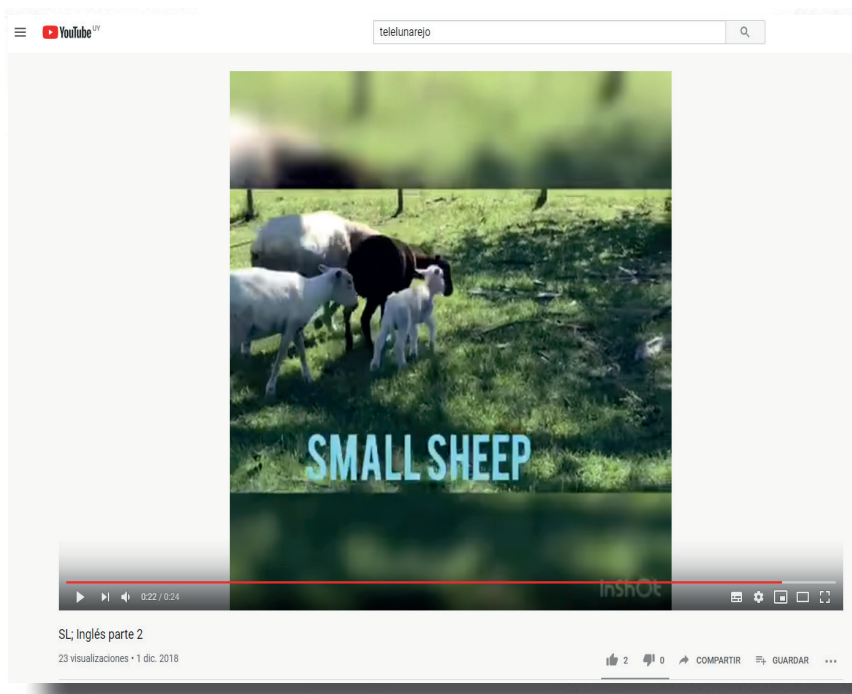 YouTube UY
telelunarejo
SMALL SHEEP
InShOt
0:22 / 0:24
SL; Inglés parte 2
23 visualizaciones • 1 dic. 2018
2 0 COMPARTIR GUARDAR